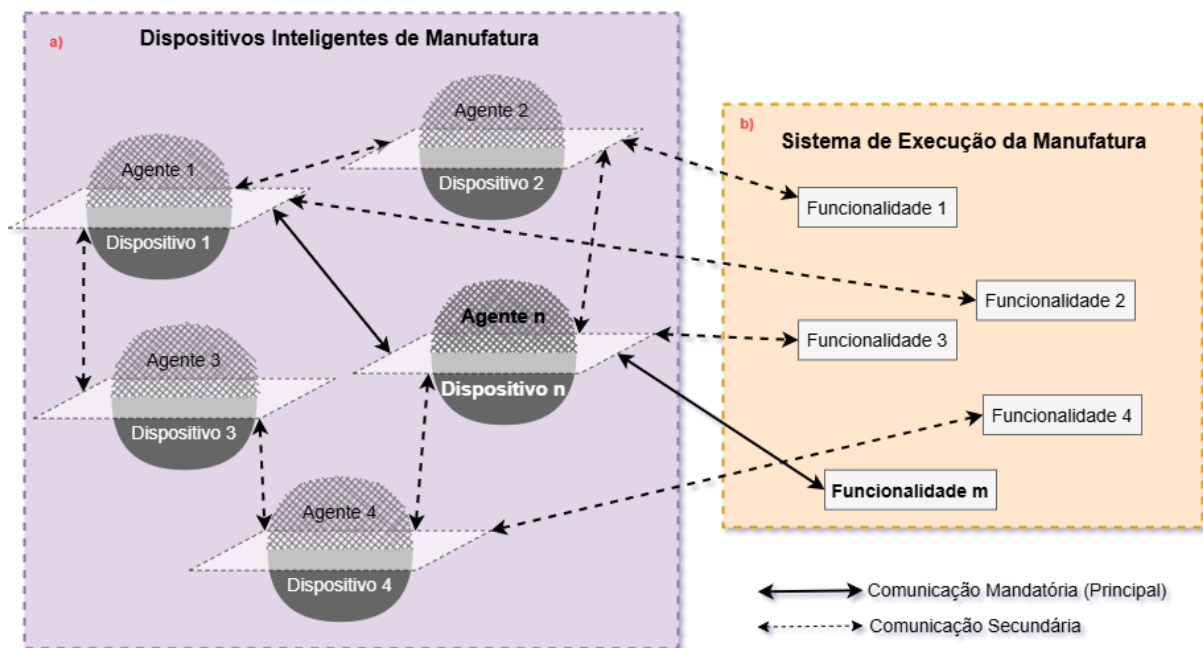 a)
Dispositivos Inteligentes de Manufatura
Agente 2
Dispositivo 2
Agente 1
Dispositivo 1
Agente n
Dispositivo n
Agente 3
Dispositivo 3
Agente 4
Dispositivo 4
b)
Sistema de Execução da Manufatura
Funcionalidade 1
Funcionalidade 2
Funcionalidade 3
Funcionalidade 4
Funcionalidade m
Comunicação Mandatória (Principal)
Comunicação Secundária